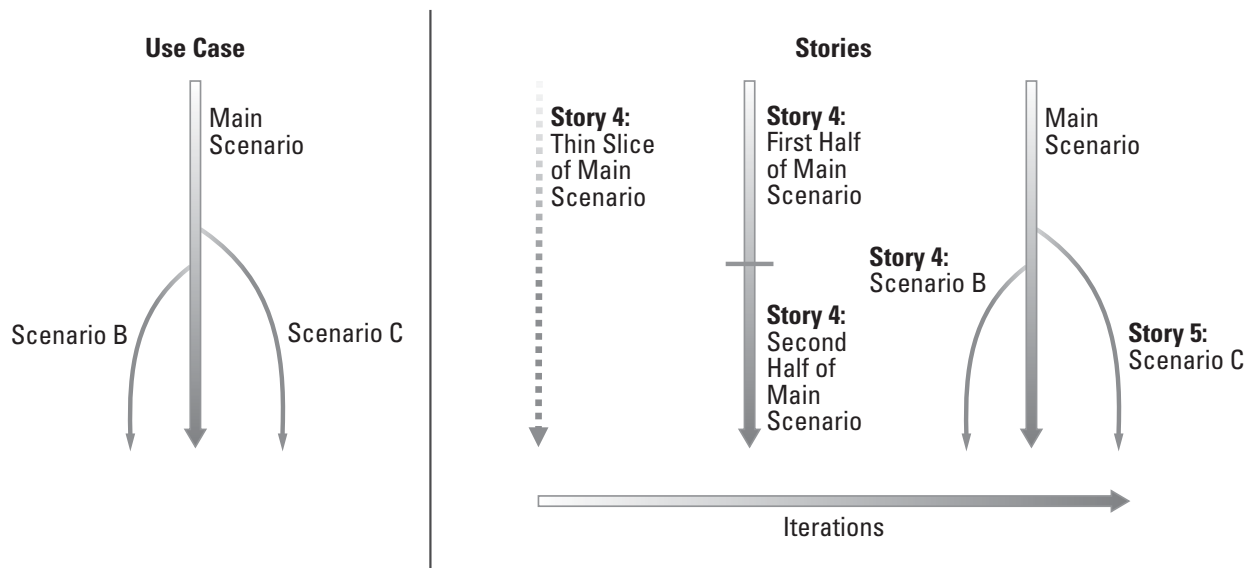 Use Case
Main
Scenario
Scenario B
Scenario C
Stories
Story 4:
Thin Slice
of Main
Scenario
Story 4:
First Half
of Main
Scenario
Story 4:
Second
Half of
Main
Scenario
Main
Scenario
Story 4:
Scenario B
Story 5:
Scenario C
Iterations